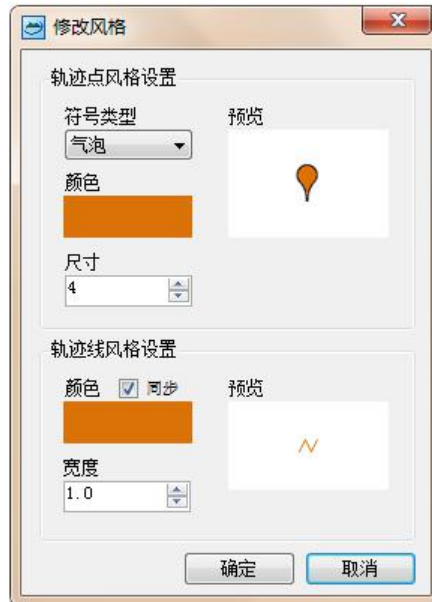 修改风格
轨迹点风格设置
符号类型
预览
气泡
颜色
尺寸
4
轨迹线风格设置
颜色 同步
预览
宽度
1.0
确定 取消